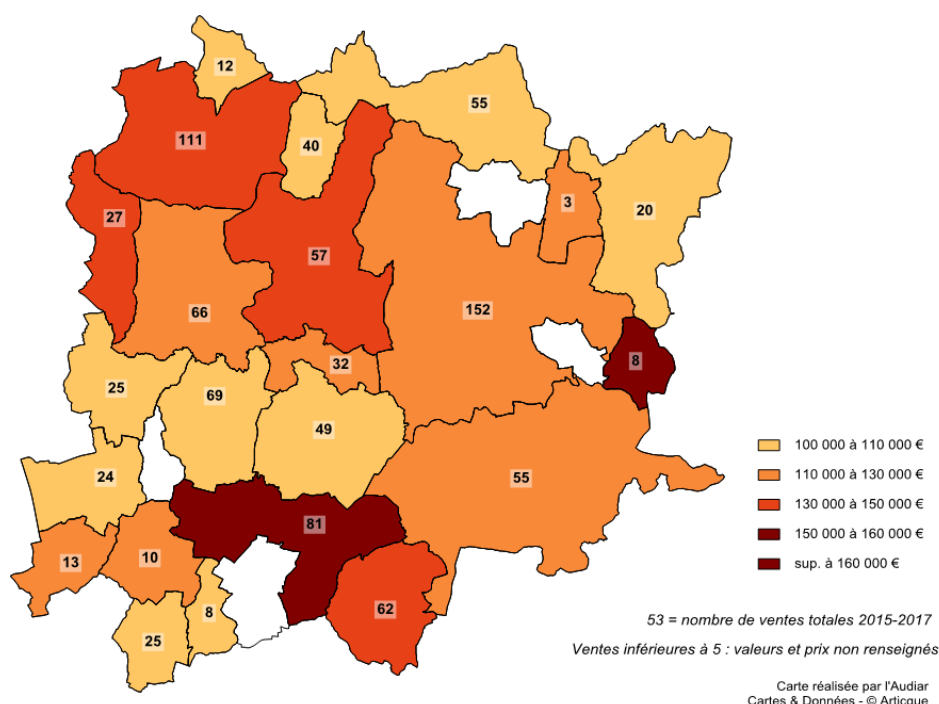 12
55
111
40
3
20
27
57
66
152
32
8
25
69
49
24
55
81
13
10
62
8
25
100 000 à 110 000 €
110 000 à 130 000 €
130 000 à 150 000 €
150 000 à 160 000 €
sup. à 160 000 €
53 = nombre de ventes totales 2015-2017
Ventes inférieures à 5 : valeurs et prix non renseignés
Carte réalisée par l'Audiar
Cartes & Données - © Articque